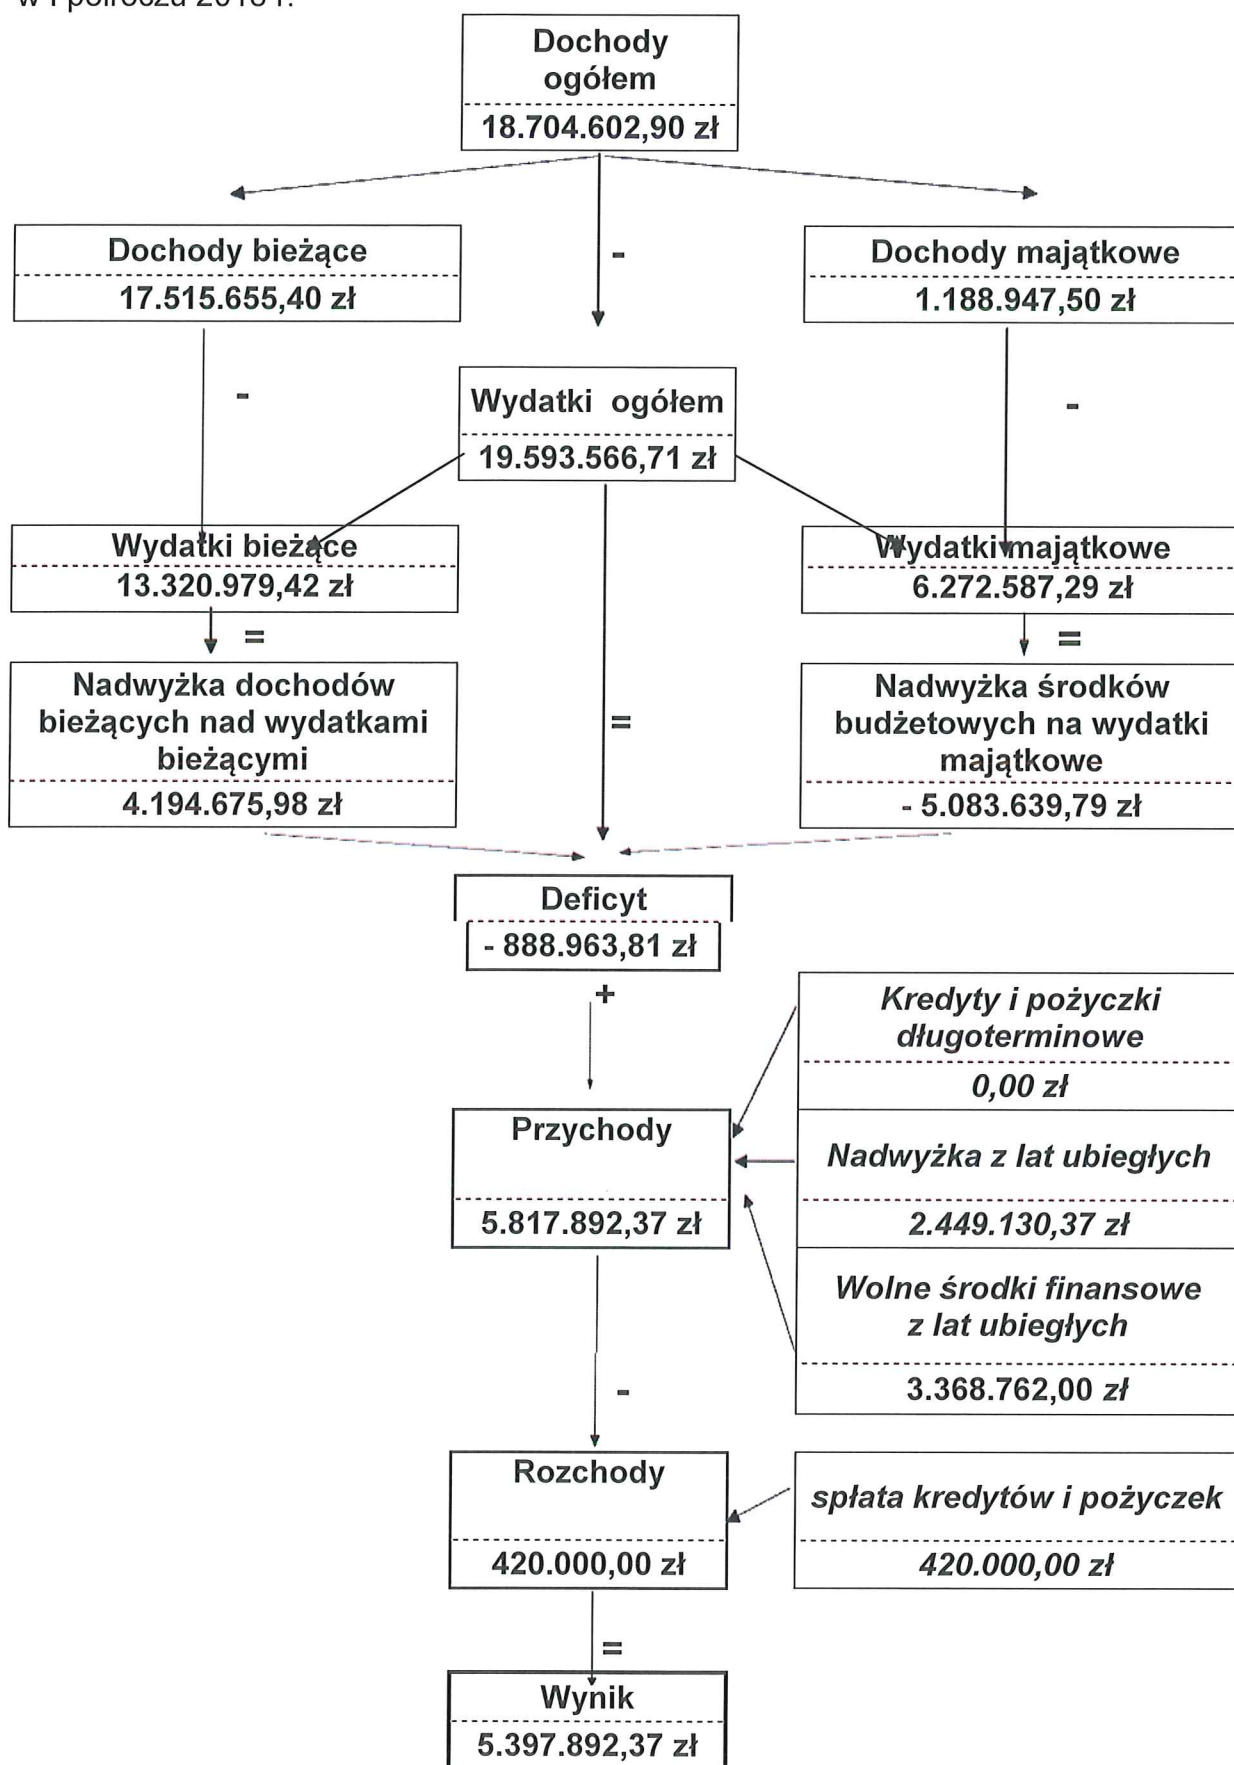 Dochody
ogółem
18.704.602,90 zł
Dochody bieżące
17.515.655,40 zł
-
Dochody majątkowe
1.188.947,50 zł
-
Wydatki ogółem
19.593.566,71 zł
-
Wydatki bieżące
13.320.979,42 zł
=
Wydatki majątkowe
6.272.587,29 zł
=
Nadwyżka dochodów
bieżących nad wydatkami
bieżącymi
4.194.675,98 zł
=
Nadwyżka środków
budżetowych na wydatki
majątkowe
- 5.083.639,79 zł
Deficyt
- 888.963,81 zł
+
Kredyty i pożyczki
długoterminowe
0,00 zł
Przychody
5.817.892,37 zł
Nadwyżka z lat ubiegłych
2.449.130,37 zł
Wolne środki finansowe
z lat ubiegłych
3.368.762,00 zł
-
Rozchody
420.000,00 zł
spłata kredytów i pożyczek
420.000,00 zł
=
Wynik
5.397.892,37 zł